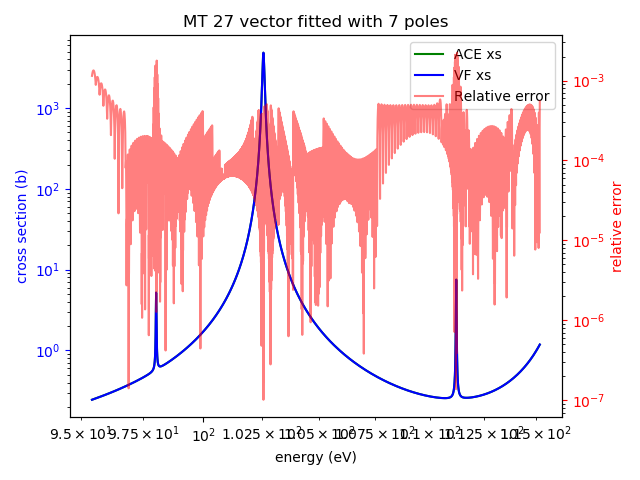 MT 27 vector fitted with 7 poles
ACE xs
VF xs
Relative error
cross section (b)
10³
10²
10¹
10⁰
relative error
10⁻³
10⁻⁴
10⁻⁵
10⁻⁶
10⁻⁷
9.5 × 10¹ 9.75 × 10¹ 10² 1.025 × 10² 1.05 × 10² 1.075 × 10² 1.1 × 10² 1.125 × 10² 1.15 × 10²
energy (eV)